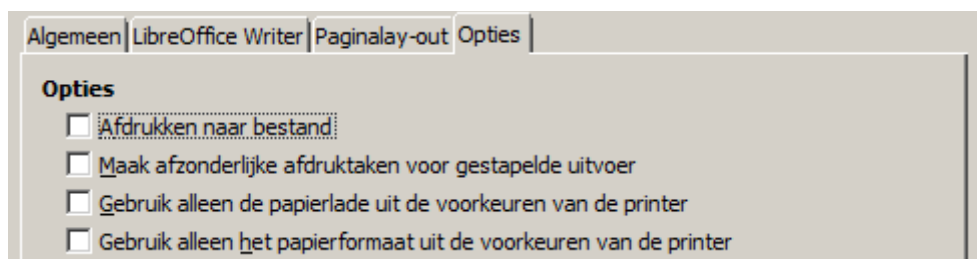 Algemeen LibreOffice Writer Paginalay-out Opties
Opties
Afdrukken naar bestand
Maak afzonderlijke afdruktaken voor gestapelde uitvoer
Gebruik alleen de papierlade uit de voorkeuren van de printer
Gebruik alleen het papierformaat uit de voorkeuren van de printer